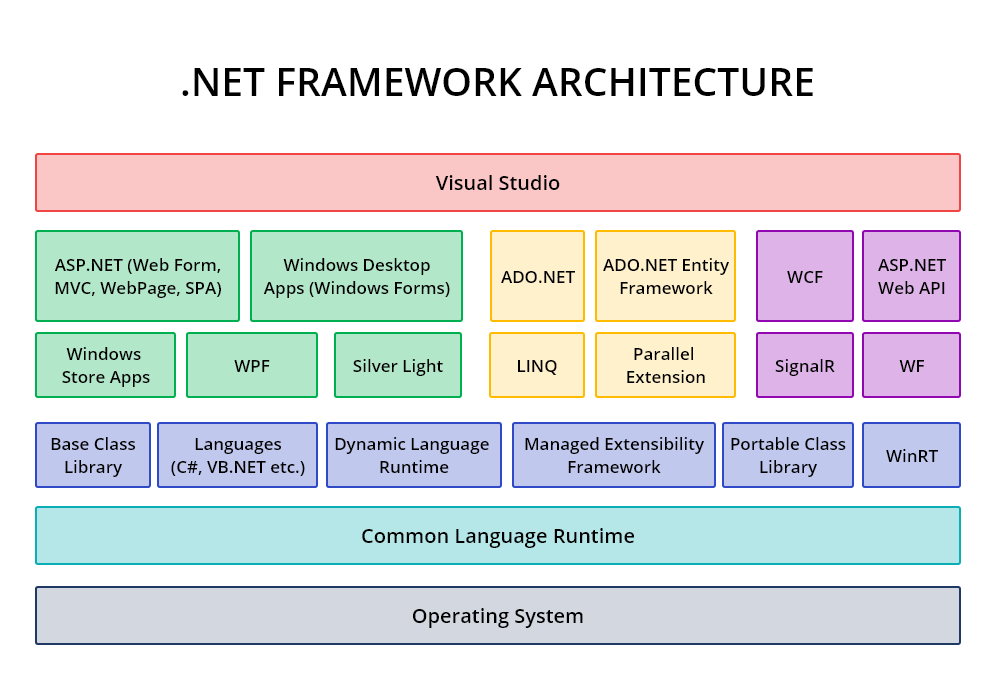 .NET FRAMEWORK ARCHITECTURE
Visual Studio
ASP.NET (Web Form,
MVC, WebPage, SPA)
Windows Desktop
Apps (Windows Forms)
ADO.NET
ADO.NET Entity
Framework
WCF
ASP.NET
Web API
Windows
Store Apps
WPF
Silver Light
LINQ
Parallel
Extension
SignalR
WF
Base Class
Library
Languages
(C#, VB.NET etc.)
Dynamic Language
Runtime
Managed Extensibility
Framework
Portable Class
Library
WinRT
Common Language Runtime
Operating System